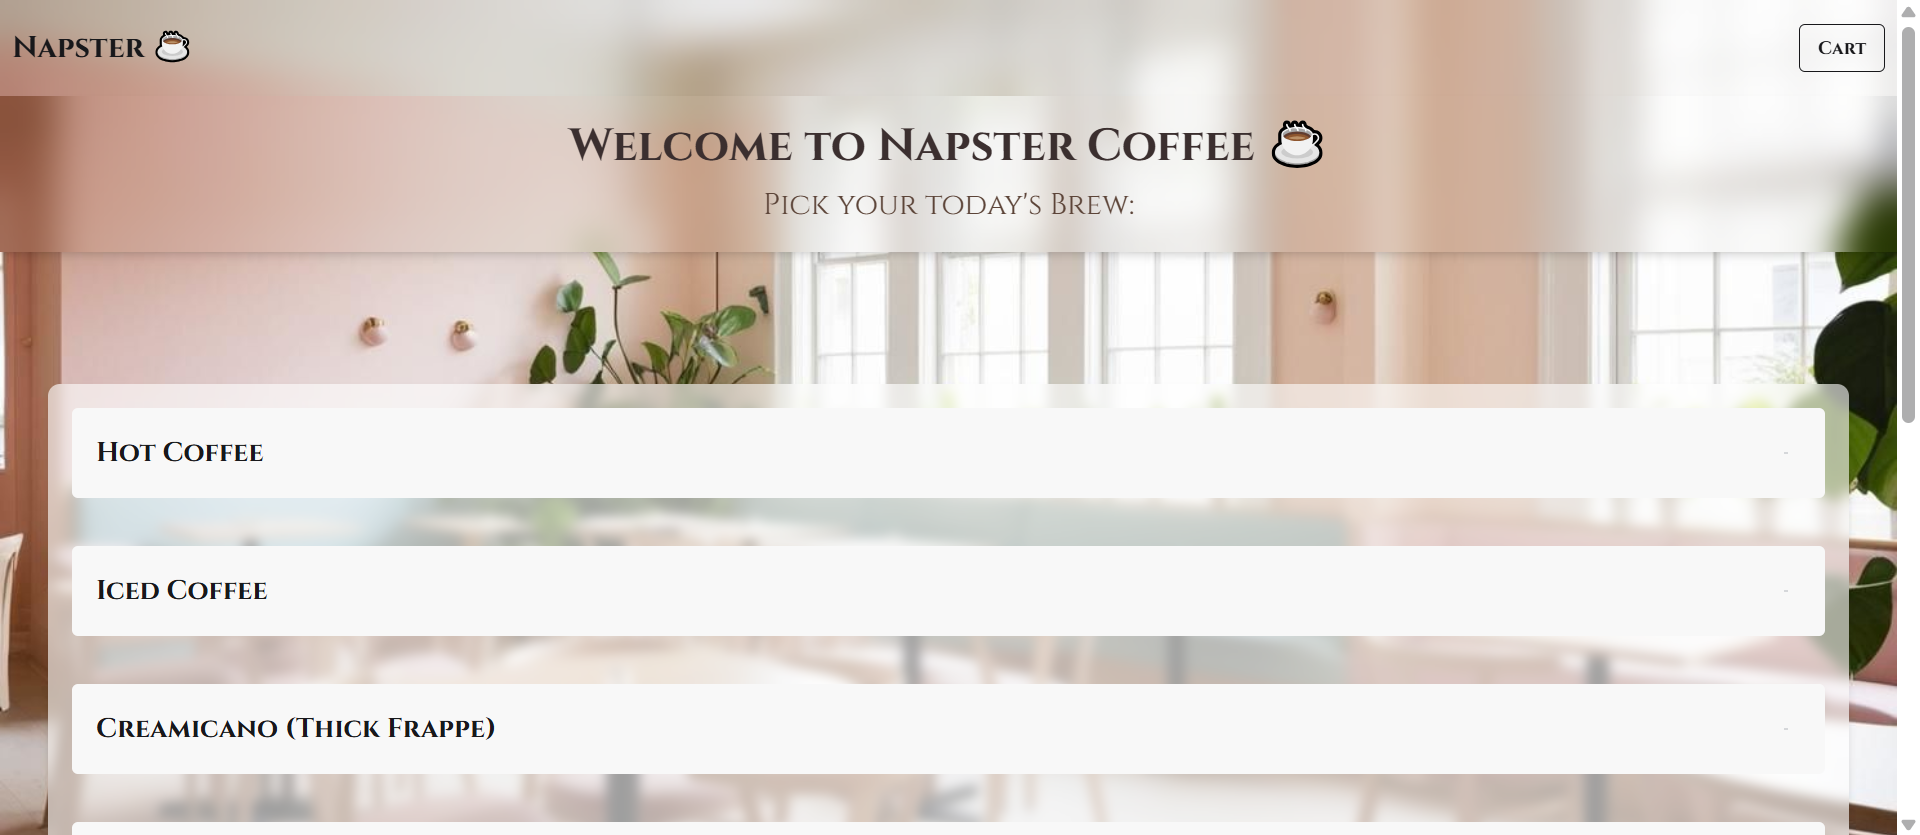 Napster ☕
Cart
Welcome to Napster Coffee ☕
Pick your today's Brew:
Hot Coffee
-
Iced Coffee
-
Creamicano (Thick Frappe)
-